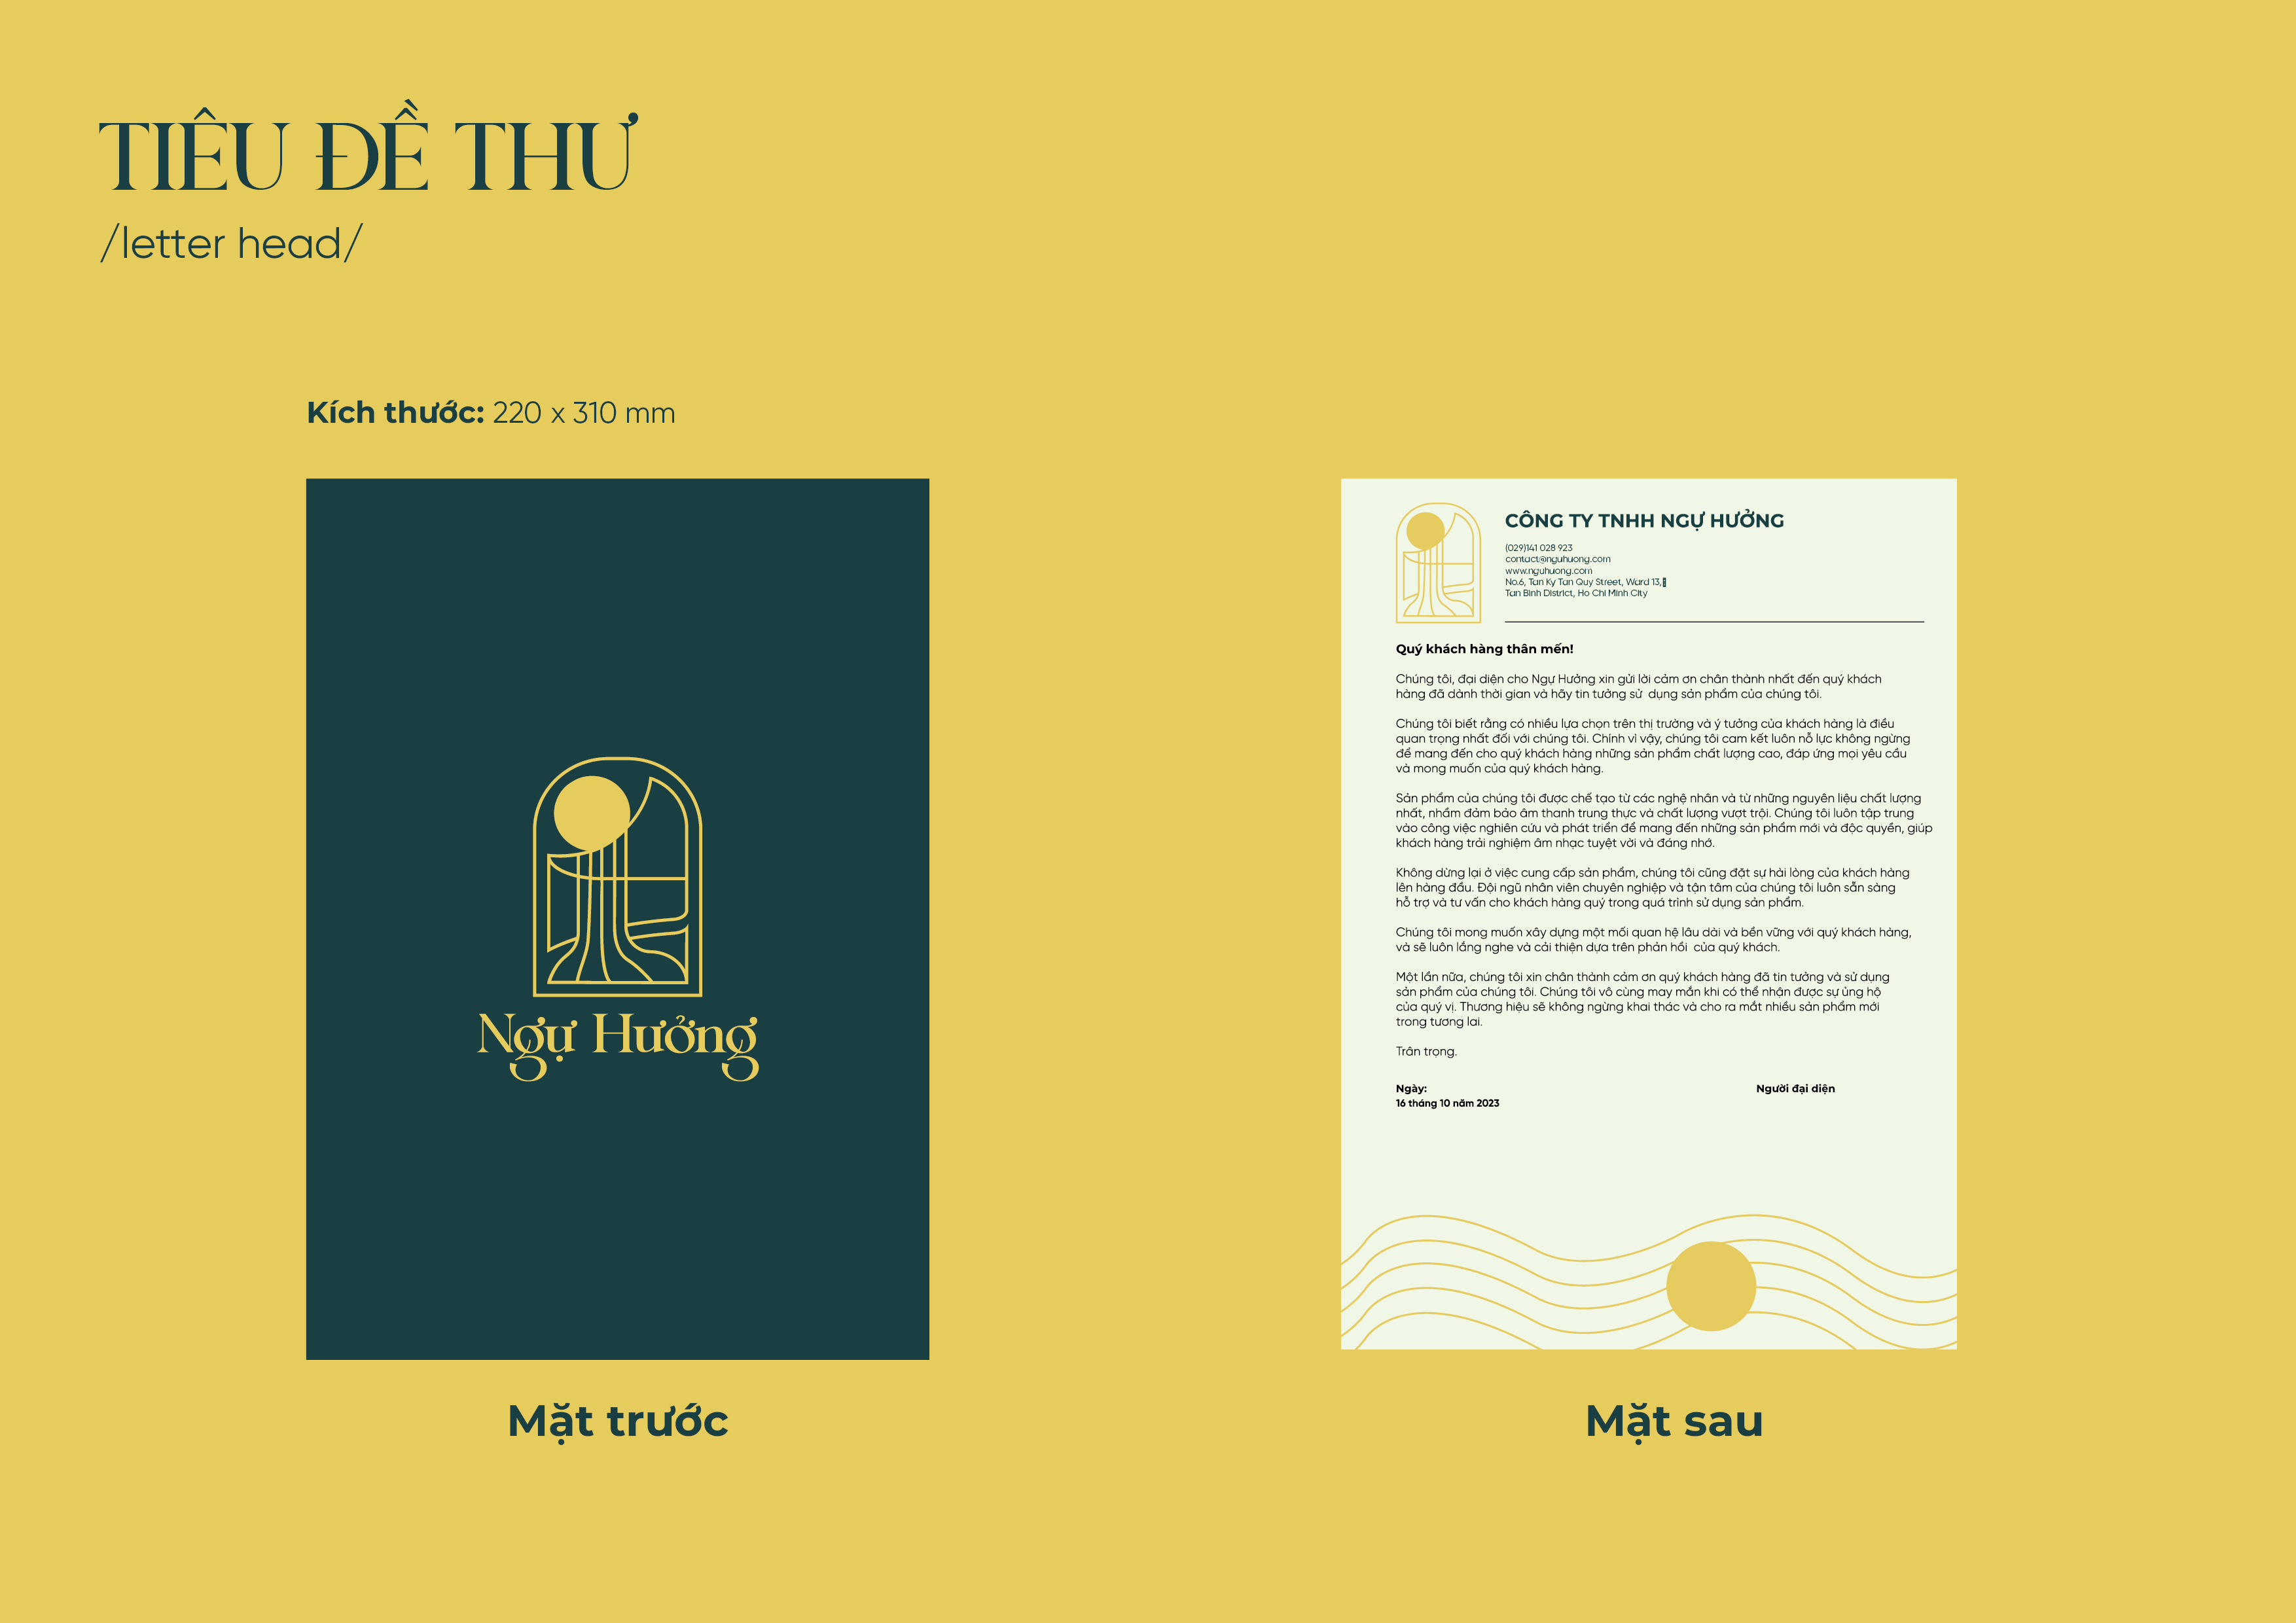 TIÊU ĐỀ THƯ
/letter head/
Kích thước: 220 x 310 mm
Ngự Hưởng
Mặt trước
CÔNG TY TNHH NGỰ HƯỞNG
(029)141 028 923
contact@nguhuong.com
www.nguhuong.com
No.6, Tan Ky Tan Quy Street, Ward 13,
Tan Binh District, Ho Chi Minh City
Quý khách hàng thân mến!
Chúng tôi, đại diện cho Ngự Hưởng xin gửi lời cảm ơn chân thành nhất đến quý khách
hàng đã dành thời gian và hãy tin tưởng sử  dụng sản phẩm của chúng tôi.
Chúng tôi biết rằng có nhiều lựa chọn trên thị trường và ý tưởng của khách hàng là điều
quan trọng nhất đối với chúng tôi. Chính vì vậy, chúng tôi cam kết luôn nỗ lực không ngừng
để mang đến cho quý khách hàng những sản phẩm chất lượng cao, đáp ứng mọi yêu cầu
và mong muốn của quý khách hàng.
Sản phẩm của chúng tôi được chế tạo từ các nghệ nhân và từ những nguyên liệu chất lượng
nhất, nhằm đảm bảo âm thanh trung thực và chất lượng vượt trội. Chúng tôi luôn tập trung
vào công việc nghiên cứu và phát triển để mang đến những sản phẩm mới và độc quyền, giúp
khách hàng trải nghiệm âm nhạc tuyệt vời và đáng nhớ.
Không dừng lại ở việc cung cấp sản phẩm, chúng tôi cũng đặt sự hài lòng của khách hàng
lên hàng đầu. Đội ngũ nhân viên chuyên nghiệp và tận tâm của chúng tôi luôn sẵn sàng
hỗ trợ và tư vấn cho khách hàng quý trong quá trình sử dụng sản phẩm.
Chúng tôi mong muốn xây dựng một mối quan hệ lâu dài và bền vững với quý khách hàng,
và sẽ luôn lắng nghe và cải thiện dựa trên phản hồi  của quý khách.
Một lần nữa, chúng tôi xin chân thành cảm ơn quý khách hàng đã tin tưởng và sử dụng
sản phẩm của chúng tôi. Chúng tôi vô cùng may mắn khi có thể nhận được sự ủng hộ
của quý vị. Thương hiệu sẽ không ngừng khai thác và cho ra mắt nhiều sản phẩm mới
trong tương lai.
Trân trọng.
Ngày:
16 tháng 10 năm 2023
Người đại diện
Mặt sau